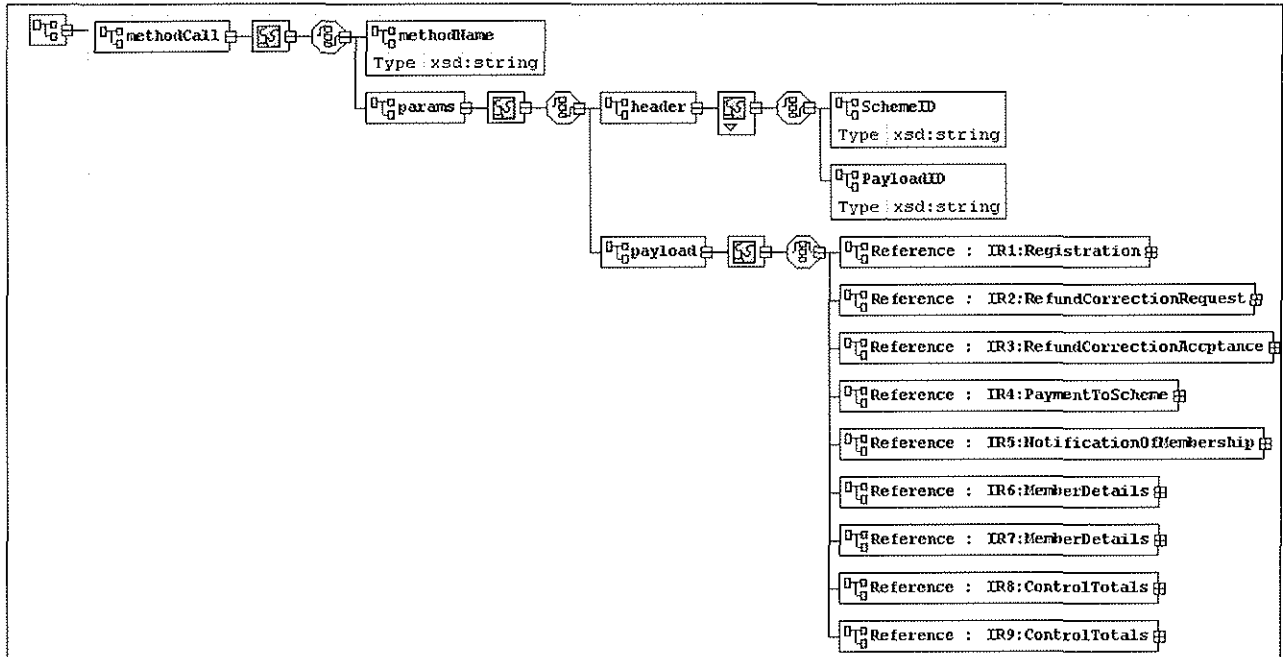 methodCall
methodName
Type xsd:string
params
header
SchemeID
Type xsd:string
PayloadID
Type xsd:string
payload
Reference : IR1:Registration
Reference : IR2:RefundCorrectionRequest
Reference : IR3:RefundCorrectionAccptance
Reference : IR4:PaymentToScheme
Reference : IR5:NotificationOfMembership
Reference : IR6:MemberDetails
Reference : IR7:MemberDetails
Reference : IR8:ControlTotals
Reference : IR9:ControlTotals